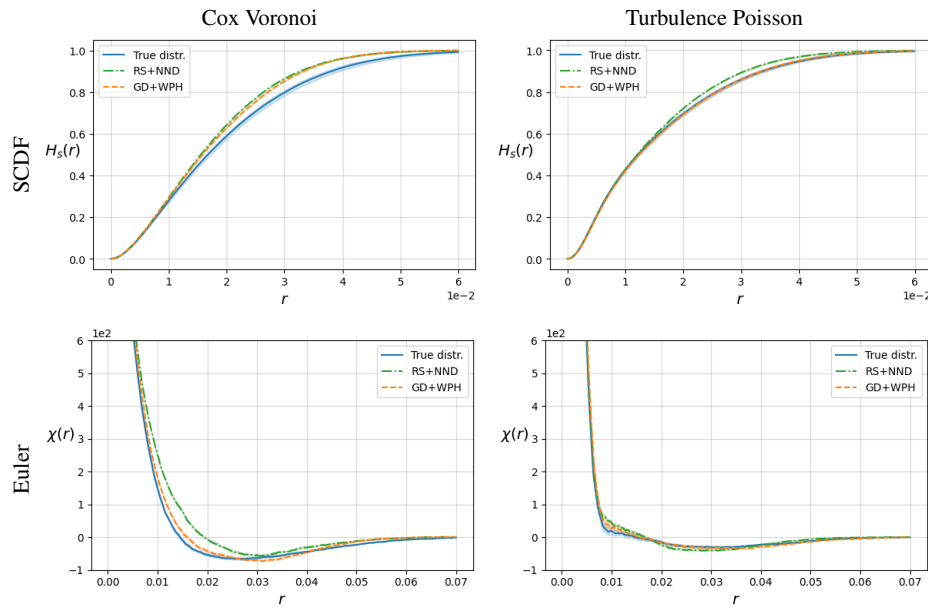 Cox Voronoi
Turbulence Poisson
SCDF
H_S(r)
1.0
0.8
0.6
0.4
0.2
0.0
True distr.
RS+NND
GD+WPH
0 1 2 3 4 5 6
1e−2
r
H_S(r)
1.0
0.8
0.6
0.4
0.2
0.0
True distr.
RS+NND
GD+WPH
0 1 2 3 4 5 6
1e−2
r
Euler
1e2
χ(r)
6
5
4
3
2
1
0
−1
True distr.
RS+NND
GD+WPH
0.00 0.01 0.02 0.03 0.04 0.05 0.06 0.07
r
1e2
χ(r)
6
5
4
3
2
1
0
−1
True distr.
RS+NND
GD+WPH
0.00 0.01 0.02 0.03 0.04 0.05 0.06 0.07
r